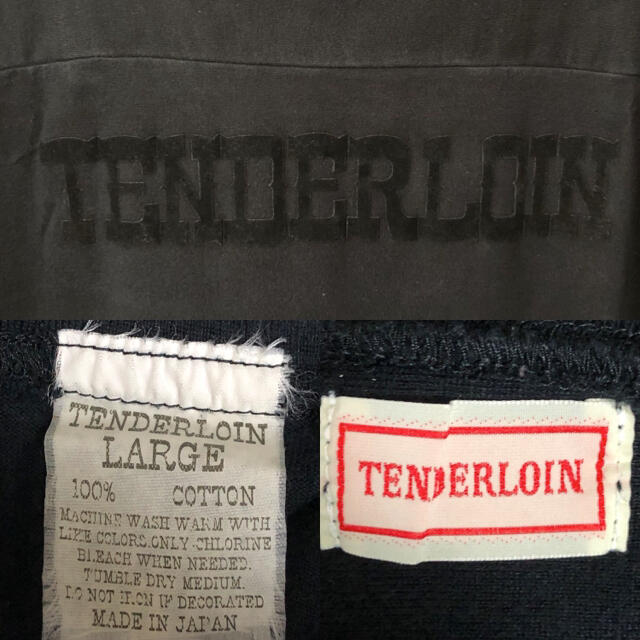 TENDERLOIN
TENDERLOIN
LARGE
100% COTTON
MACHINE WASH WARM WITH
LIKE COLORS.ONLY-CHLORINE
BLEACH WHEN NEEDED.
TUMBLE DRY MEDIUM.
DO NOT IRON IF DECORATED
MADE IN JAPAN
TENDERLOIN